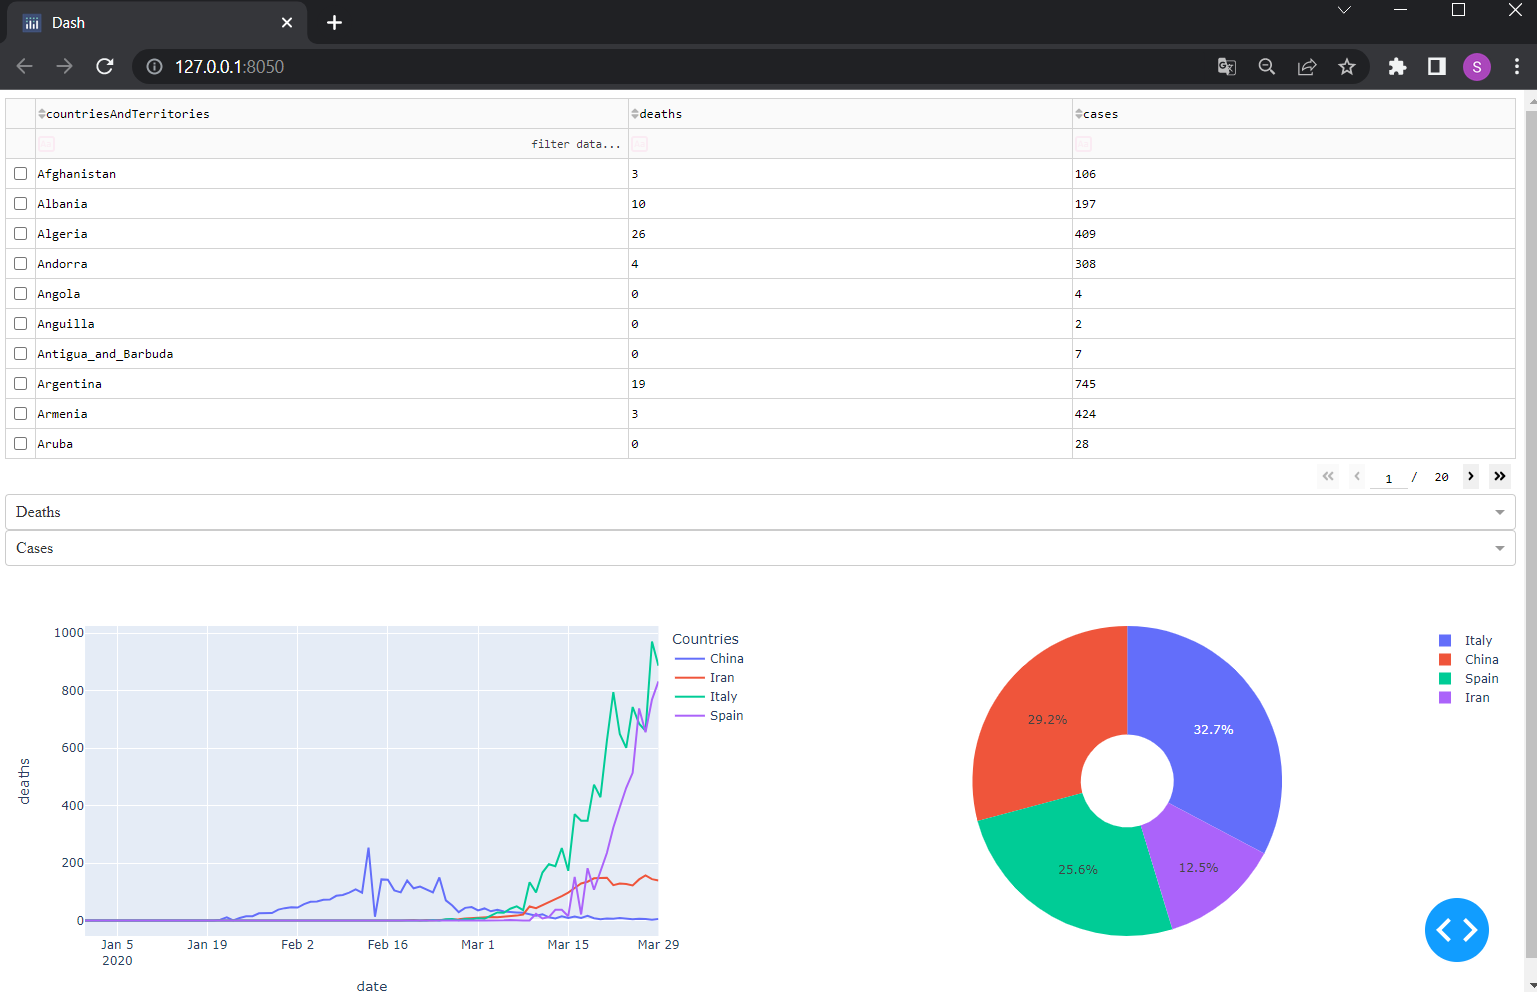 Dash
127.0.0.1:8050
S
countriesAndTerritories deaths cases
filter data...
Afghanistan 3 106
Albania 10 197
Algeria 26 409
Andorra 4 308
Angola 0 4
Anguilla 0 2
Antigua_and_Barbuda 0 7
Argentina 19 745
Armenia 3 424
Aruba 0 28
1 / 20
Deaths
Cases
1000
800
600
400
200
0
deaths
Jan 5 Jan 19 Feb 2 Feb 16 Mar 1 Mar 15 Mar 29
2020
date
Countries
China
Iran
Italy
Spain
29.2%
32.7%
25.6%
12.5%
Italy
China
Spain
Iran